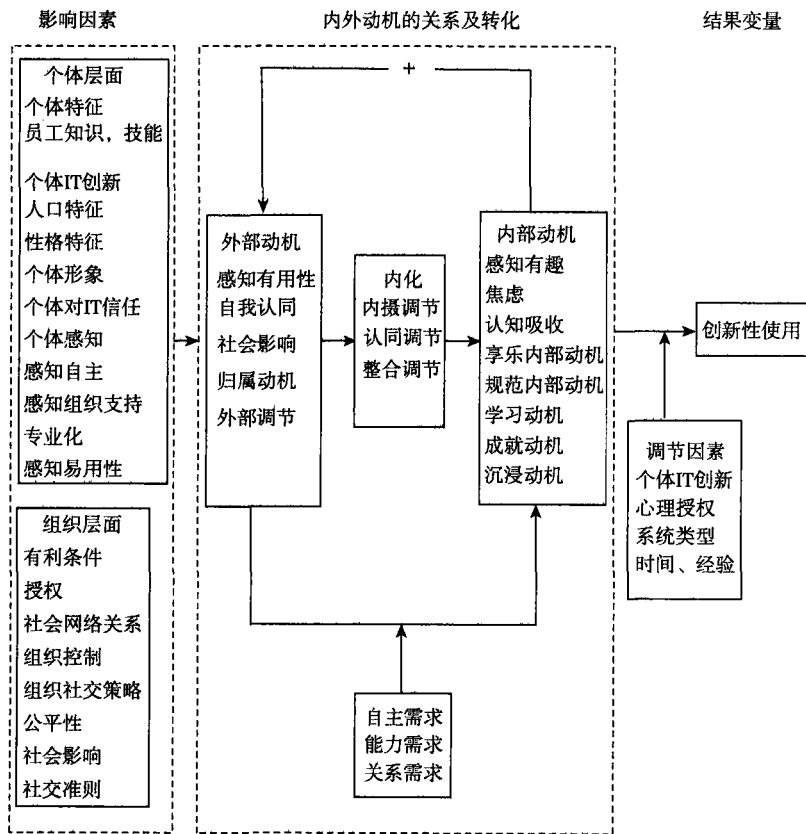 影响因素
内外动机的关系及转化
结果变量
个体层面
个体特征
员工知识，技能
个体IT创新
人口特征
性格特征
个体形象
个体对IT信任
个体感知
感知自主
感知组织支持
专业化
感知易用性
组织层面
有利条件
授权
社会网络关系
组织控制
组织社交策略
公平性
社会影响
社交准则
+
外部动机
感知有用性
自我认同
社会影响
归属动机
外部调节
内化
内摄调节
认同调节
整合调节
内部动机
感知有趣
焦虑
认知吸收
享乐内部动机
规范内部动机
学习动机
成就动机
沉浸动机
自主需求
能力需求
关系需求
创新性使用
调节因素
个体IT创新
心理授权
系统类型
时间、经验